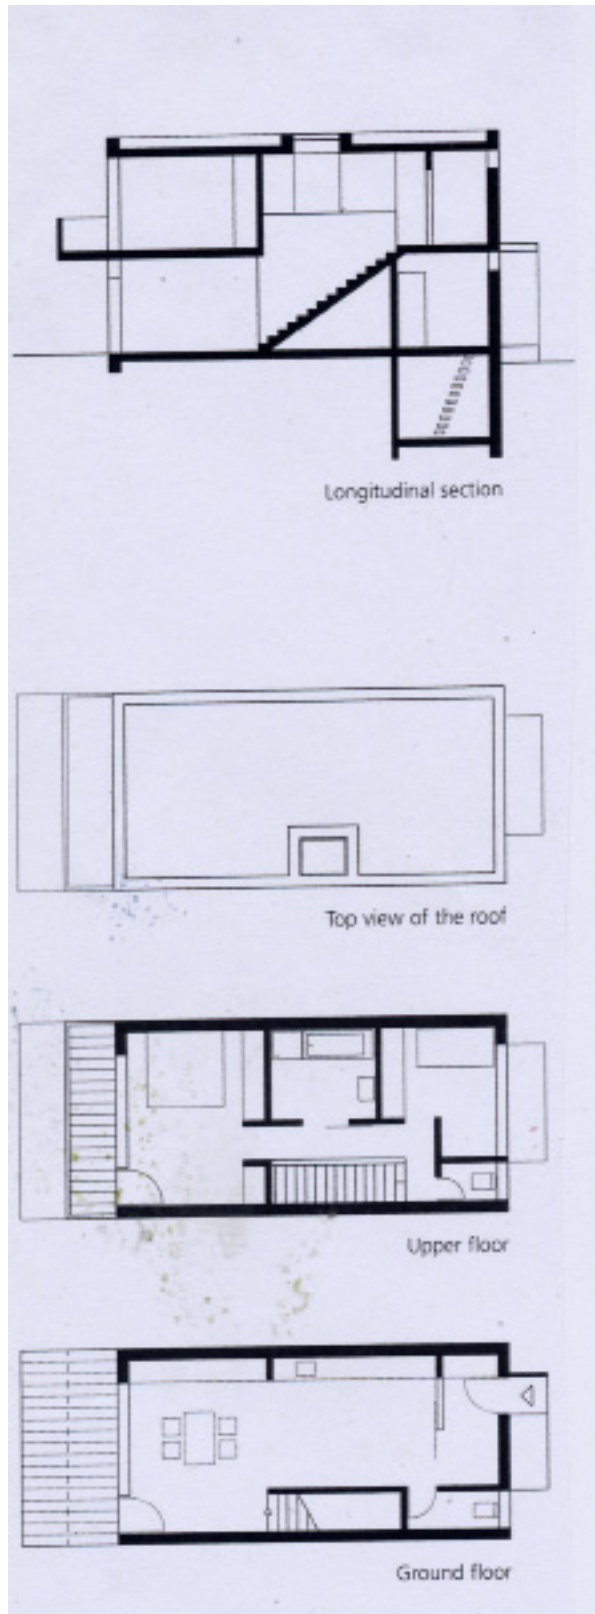 Longitudinal section
Top view of the roof
Upper floor
Ground floor